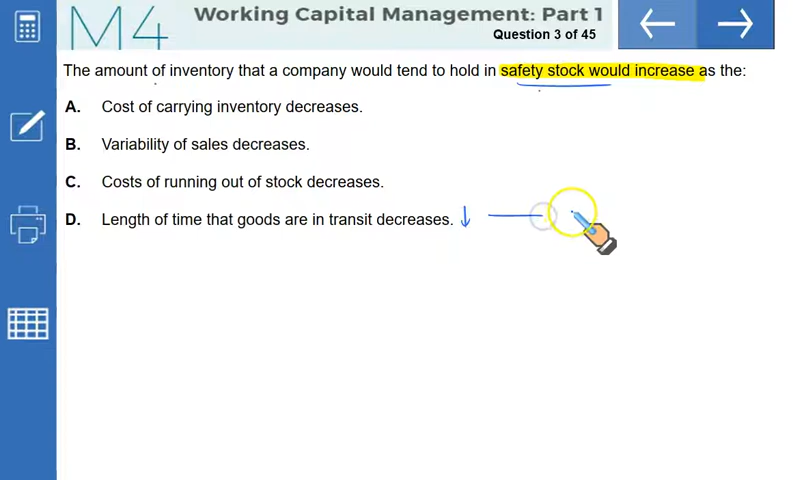 M4
Working Capital Management: Part 1
Question 3 of 45
The amount of inventory that a company would tend to hold in safety stock would increase as the:
A. Cost of carrying inventory decreases.
B. Variability of sales decreases.
C. Costs of running out of stock decreases.
D. Length of time that goods are in transit decreases.